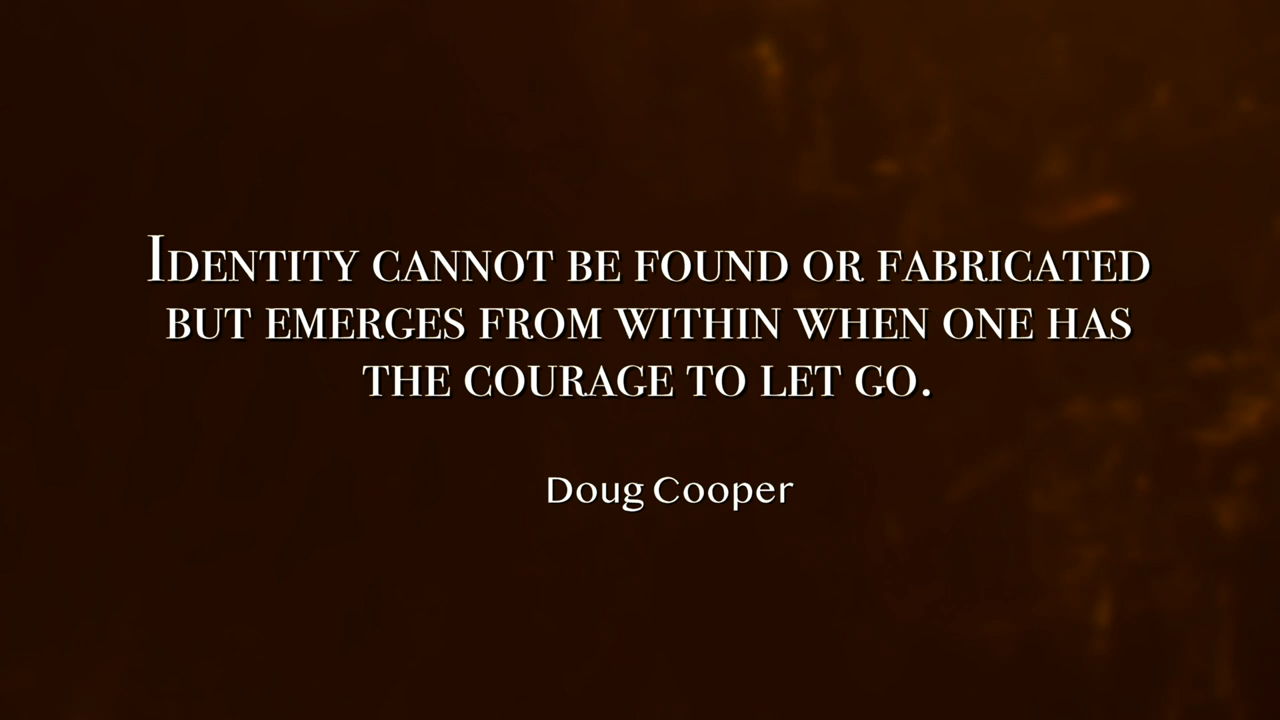 Identity cannot be found or fabricated
but emerges from within when one has
the courage to let go.
Doug Cooper